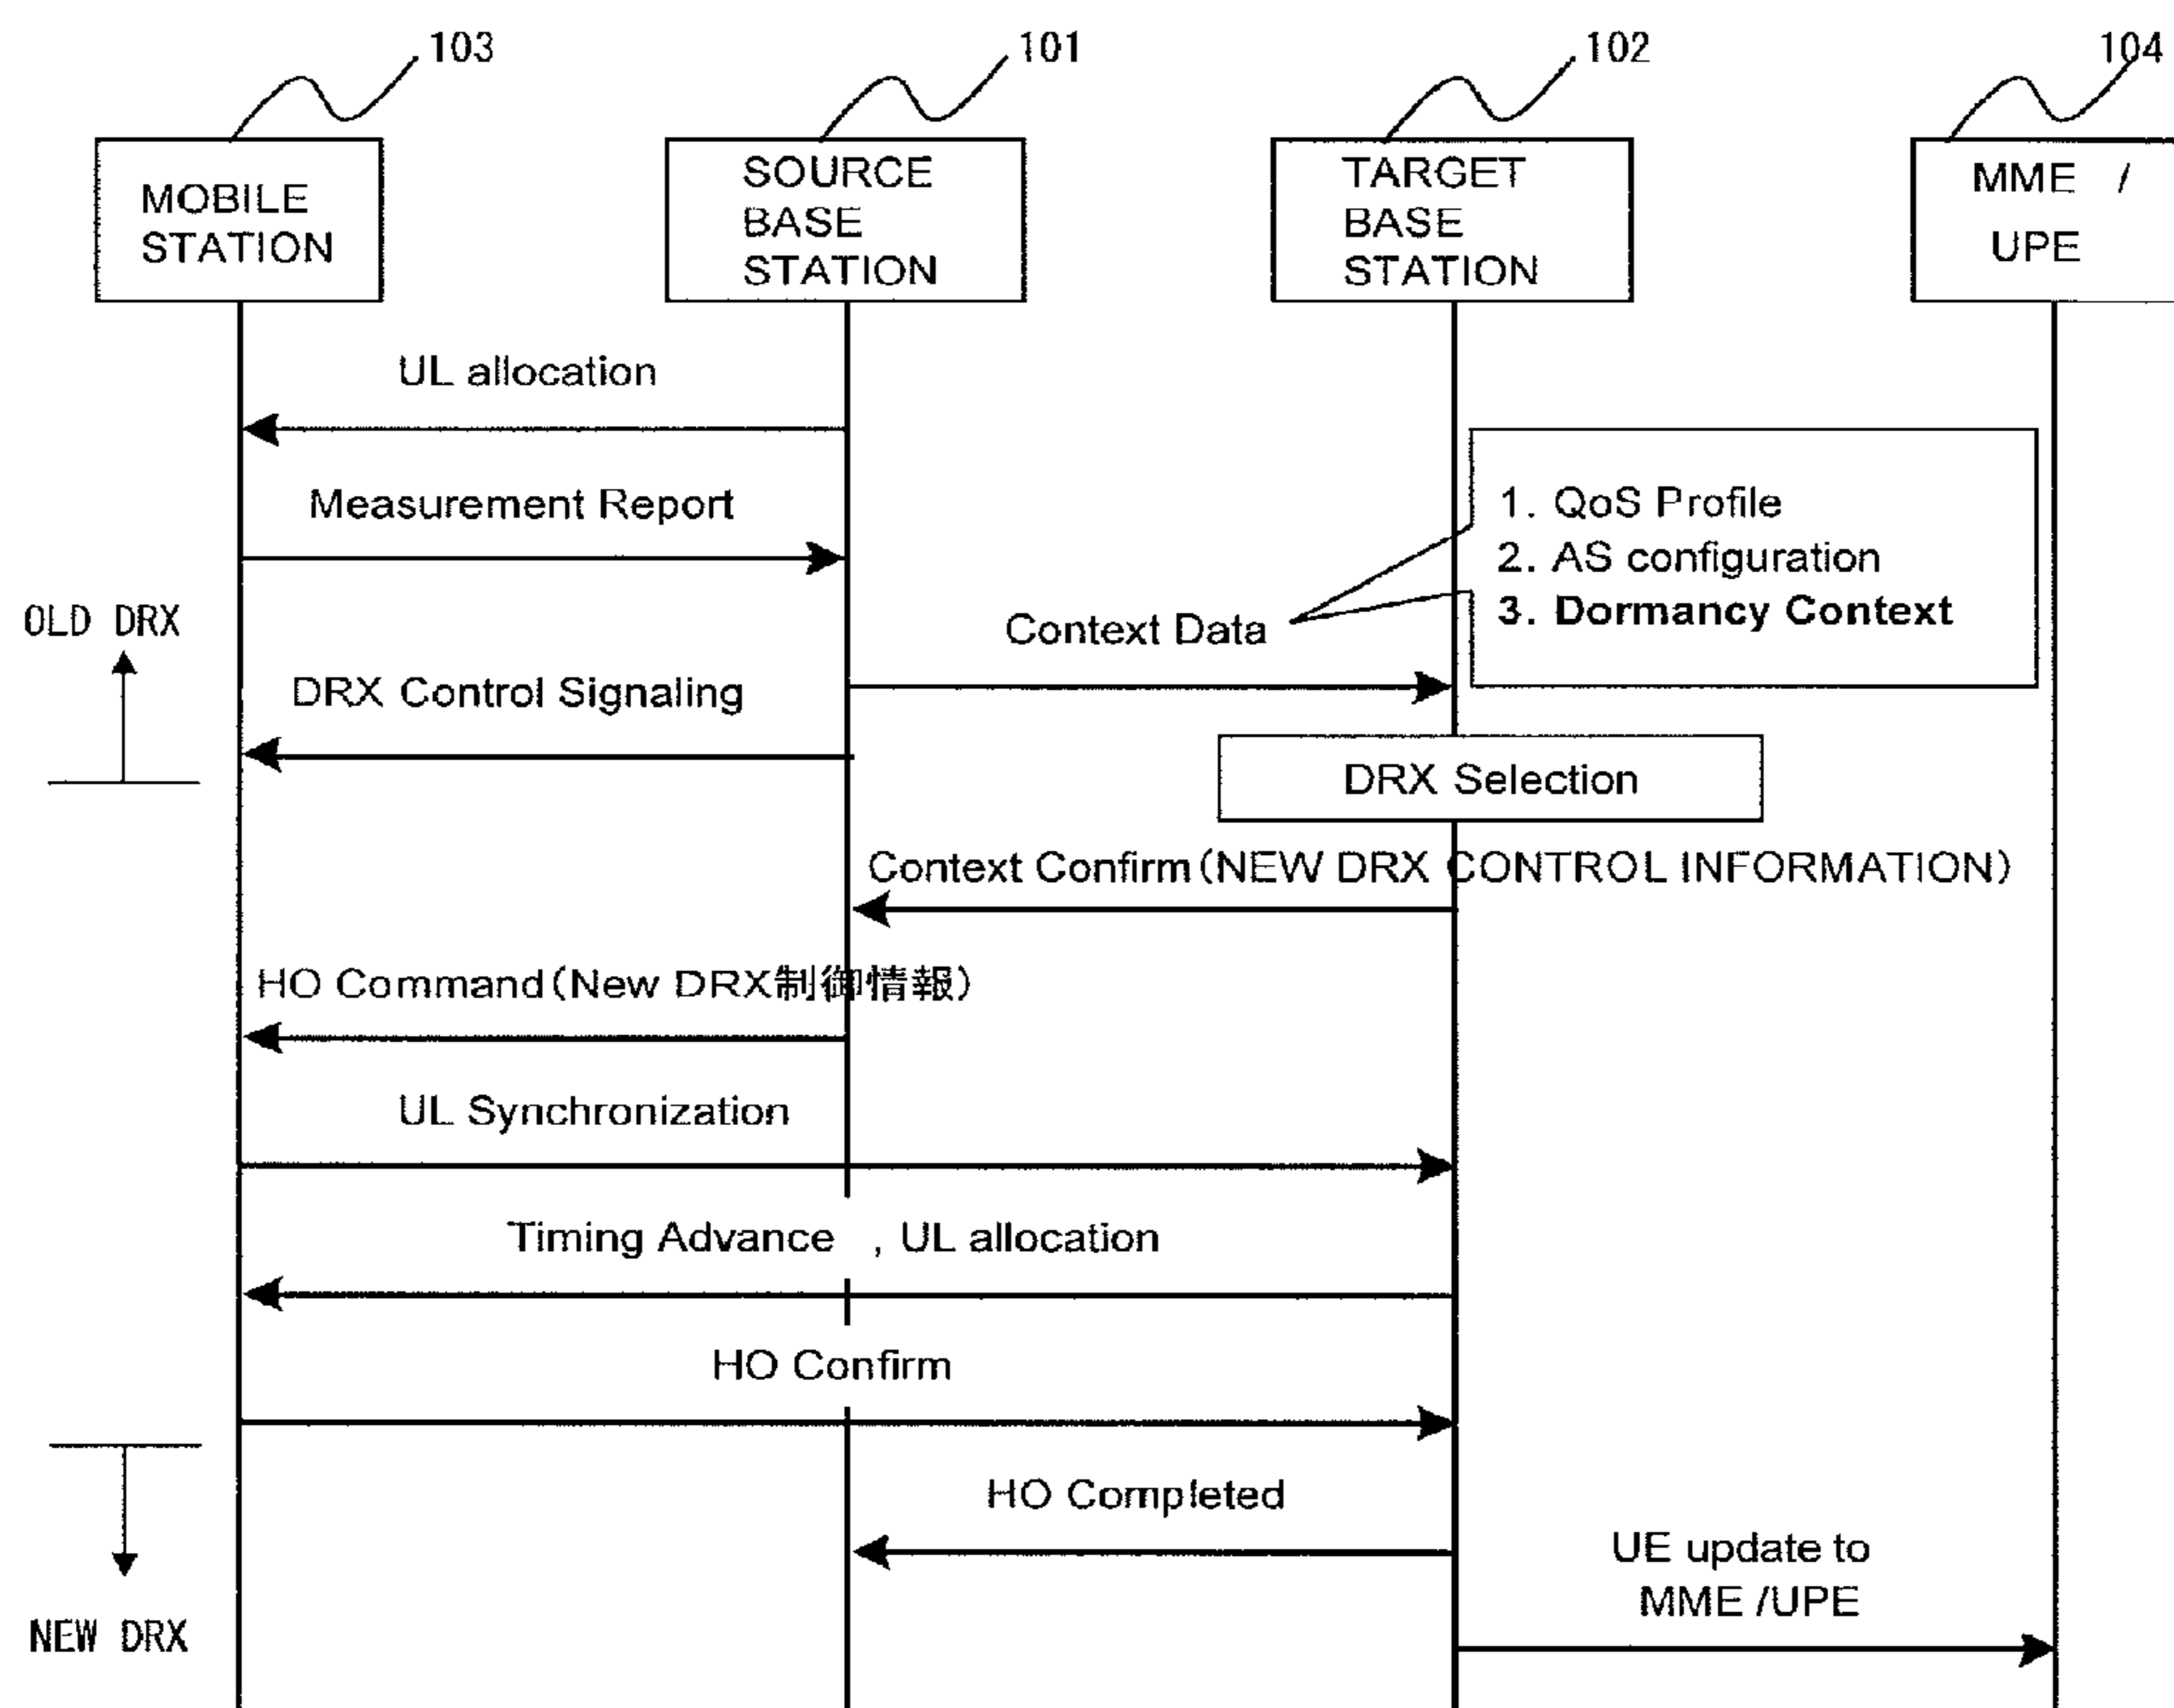 103
101
102
104
MOBILE
STATION
SOURCE
BASE
STATION
TARGET
BASE
STATION
MME /
UPE
UL allocation
Measurement Report
1. QoS Profile
2. AS configuration
3. Dormancy Context
OLD DRX
Context Data
DRX Control Signaling
DRX Selection
Context Confirm(NEW DRX CONTROL INFORMATION)
HO Command(New DRX制御情報)
UL Synchronization
Timing Advance , UL allocation
HO Confirm
HO Completed
UE update to
MME /UPE
NEW DRX